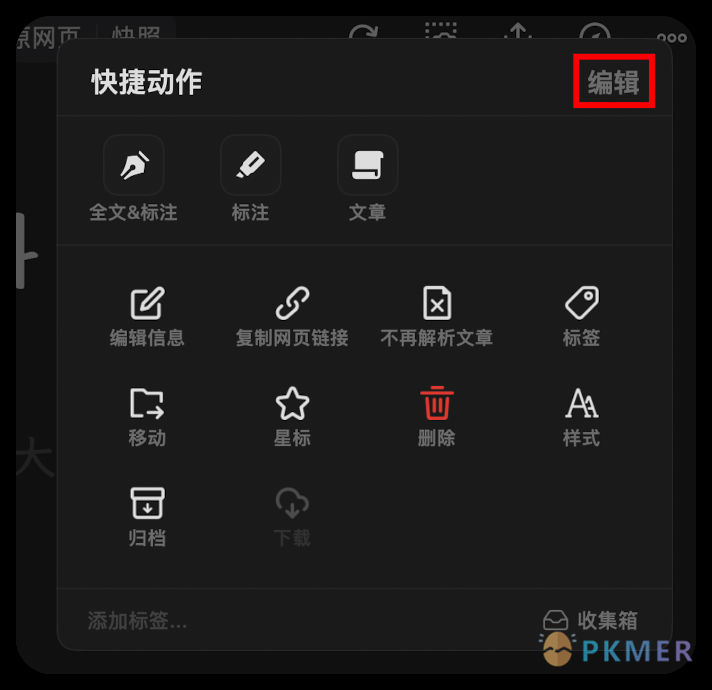 原网页 快照
快捷动作 编辑
全文&标注 标注 文章
编辑信息 复制网页链接 不再解析文章 标签
移动 星标 删除 样式
大
归档 下载
添加标签... 收集箱
PKMER